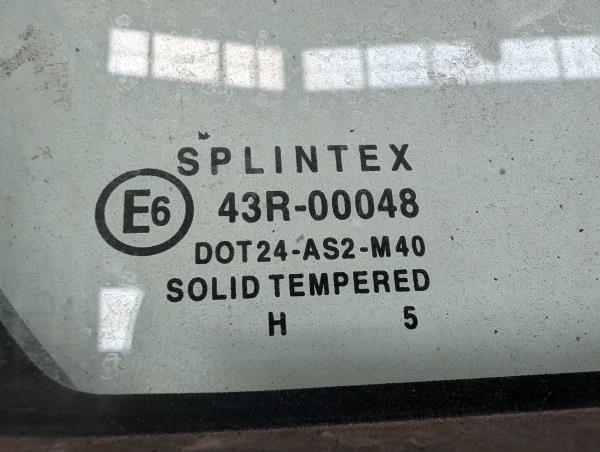 SPLINTEX
E6 43R-00048
DOT24-AS2-M40
SOLID TEMPERED
H 5